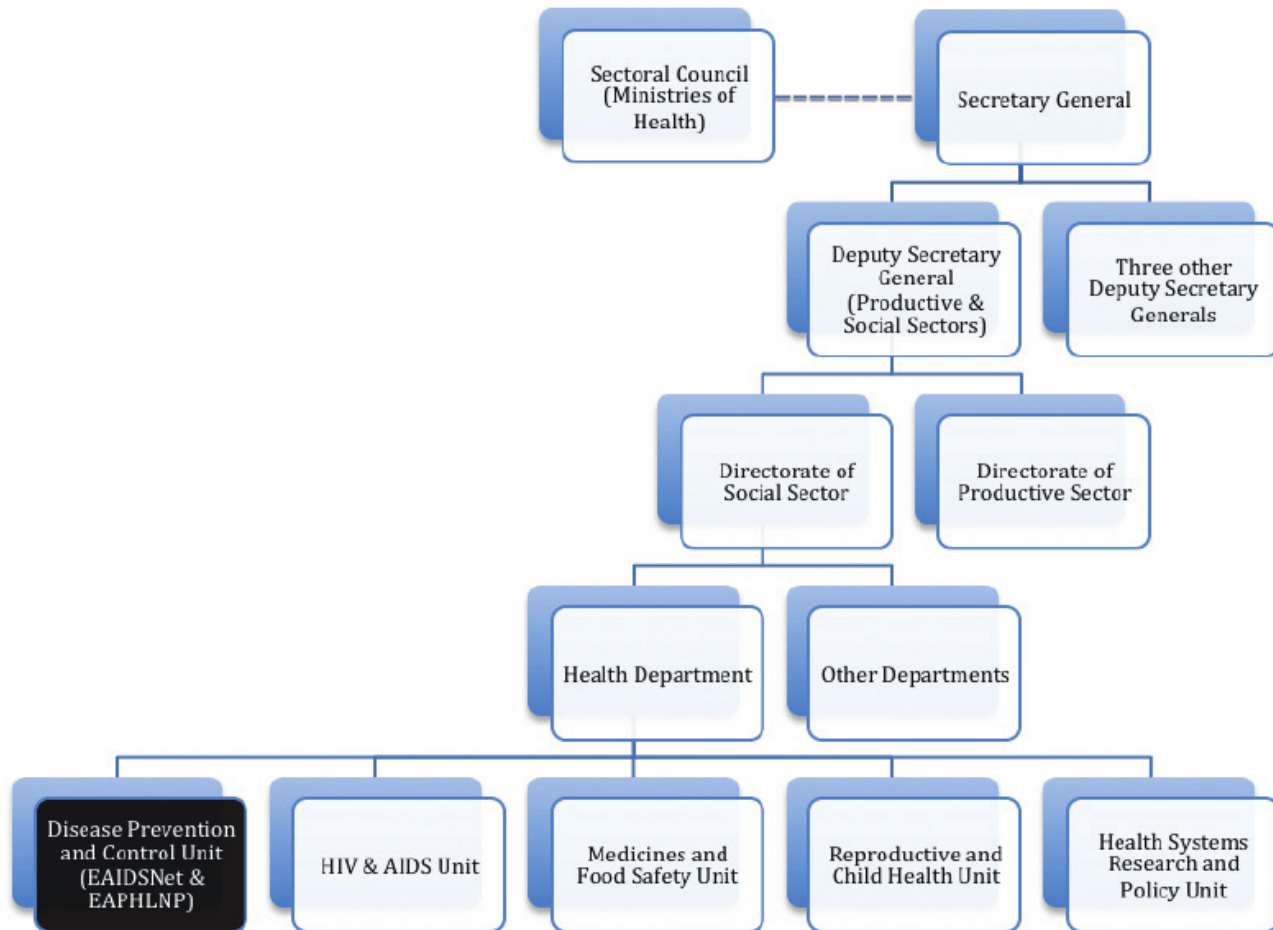 Sectoral Council
(Ministries of
Health)
Secretary General
Deputy Secretary
General
(Productive &
Social Sectors)
Three other
Deputy Secretary
Generals
Directorate of
Social Sector
Directorate of
Productive Sector
Health Department
Other Departments
Disease Prevention
and Control Unit
(EAIDSNet &
EAPHLNP)
HIV & AIDS Unit
Medicines and
Food Safety Unit
Reproductive and
Child Health Unit
Health Systems
Research and
Policy Unit